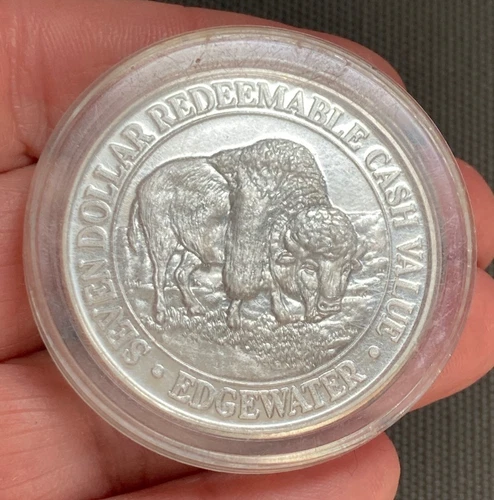 SEVEN DOLLAR REDEEMABLE CASH VALUE
• EDGEWATER •